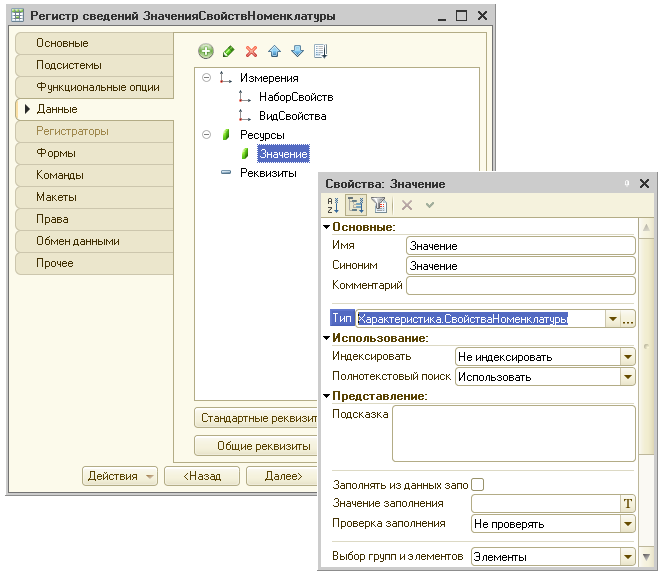 Регистр сведений ЗначенияСвойствНоменклатуры
Основные
Подсистемы
Функциональные опции
Данные
Регистраторы
Формы
Команды
Макеты
Права
Обмен данными
Прочее
Измерения
НаборСвойств
ВидСвойства
Ресурсы
Значение
Реквизиты
Стандартные реквизит
Общие реквизиты
Действия
<Назад
Далее>
Свойства: Значение
Основные:
Имя Значение
Синоним Значение
Комментарий
Тип Характеристика.СвойстваНоменклатуры
Использование:
Индексировать Не индексировать
Полнотекстовый поиск Использовать
Представление:
Подсказка
Заполнять из данных запо
Значение заполнения T
Проверка заполнения Не проверять
Выбор групп и элементов Элементы